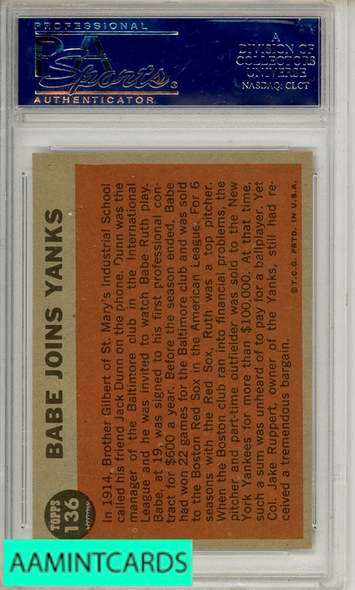 PROFESSIONAL
PSA
Sports
AUTHENTICATOR
A
DIVISION OF
COLLECTORS
UNIVERSE
NASDAQ: CLCT
TOPPS
136
BABE JOINS YANKS
In 1914, Brother Gilbert of St. Mary's Industrial School
called his friend Jack Dunn on the phone. Dunn was the
manager of the Baltimore club in the International
League and he was invited to watch Babe Ruth play.
Babe, at 19, was signed to his first professional con-
tract for $600 a year. Before the season ended, Babe
had won 22 games for the Baltimore club and was sold
to the Boston Red Sox in the American League. For 6
seasons with the Red Sox, Ruth was a top pitcher.
When the Boston club ran into financial problems, the
pitcher and part-time outfielder was sold to the New
York Yankees for more than $100,000. At that time,
such a sum was unheard of to pay for a ballplayer. Yet
Col. Jake Ruppert, owner of the Yanks, still had re-
ceived a tremendous bargain.
© T.C.G. PRTD. IN U.S.A.
AAMINTCARDS